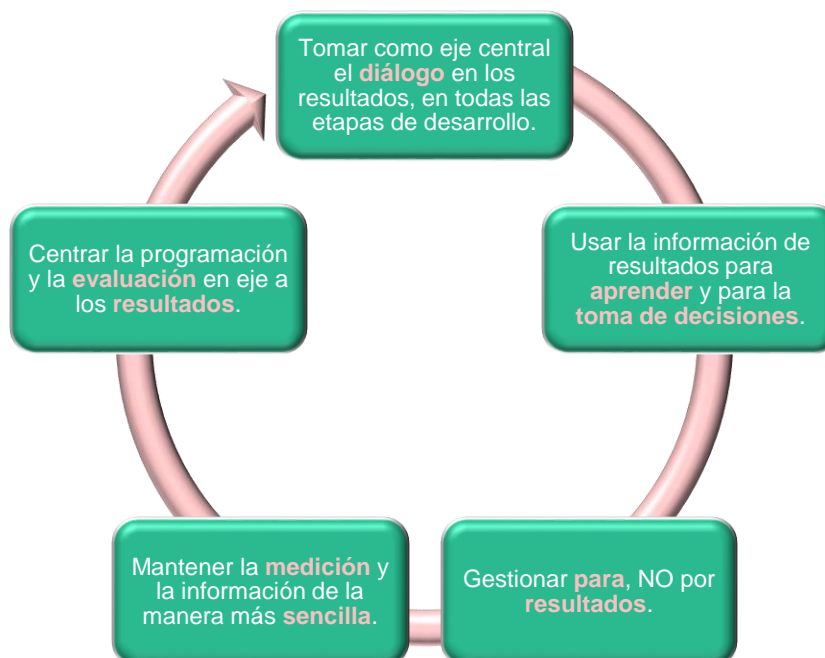 Tomar como eje central
el diálogo en los
resultados, en todas las
etapas de desarrollo.
Usar la información de
resultados para
aprender y para la
toma de decisiones.
Gestionar para, NO por
resultados.
Mantener la medición y
la información de la
manera más sencilla.
Centrar la programación
y la evaluación en eje a
los resultados.